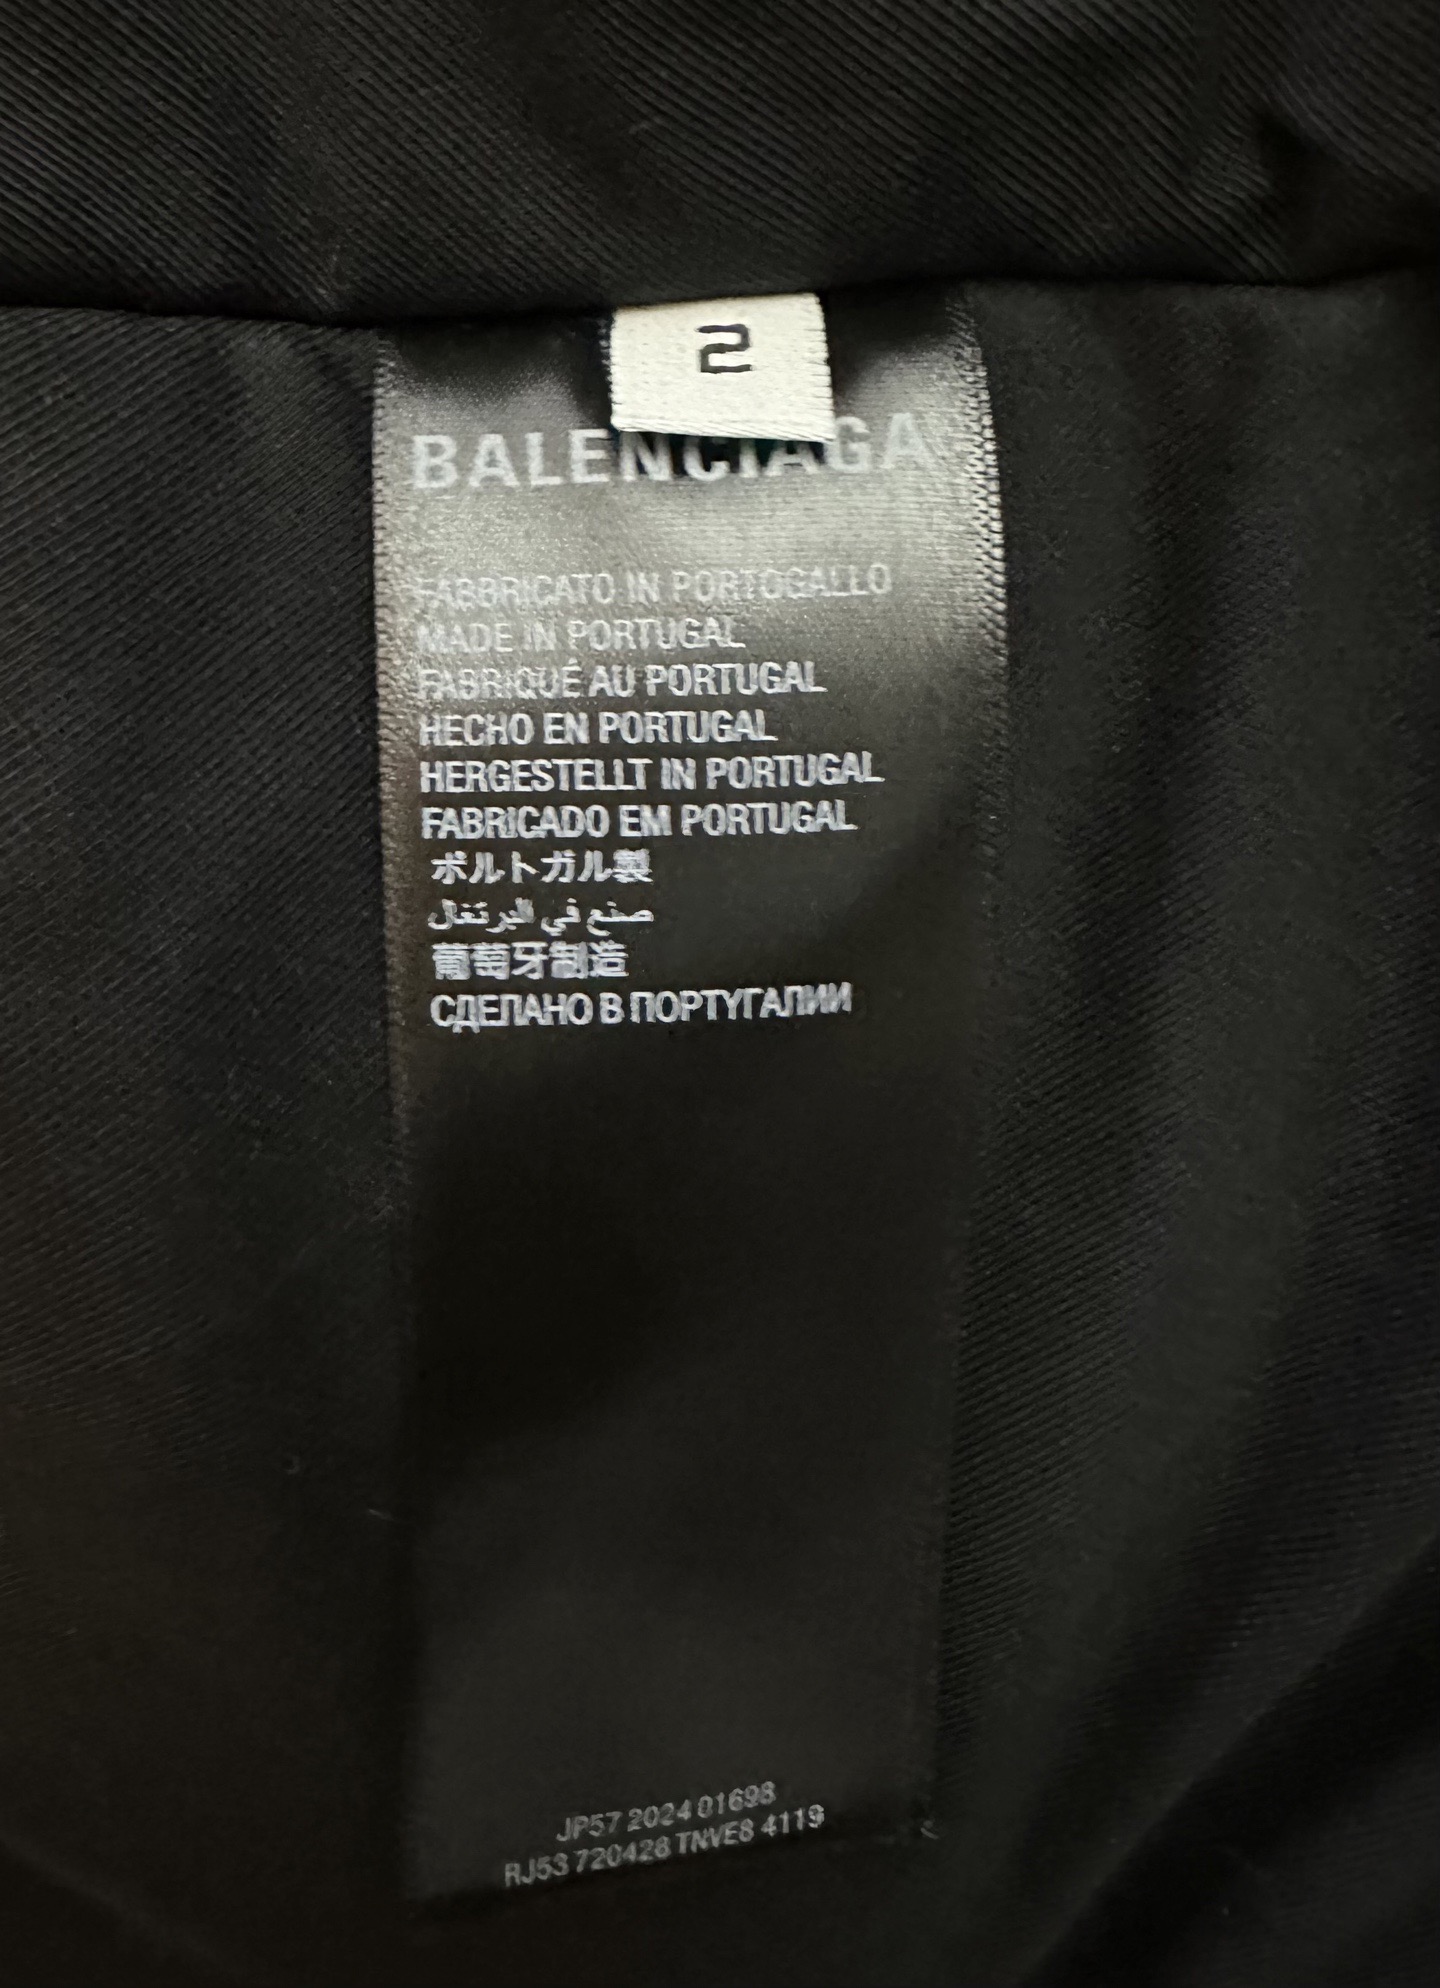 2
BALENCIAGA
FABBRICATO IN PORTOGALLO
MADE IN PORTUGAL
FABRIQUÉ AU PORTUGAL
HECHO EN PORTUGAL
HERGESTELLT IN PORTUGAL
FABRICADO EM PORTUGAL
ポルトガル製
صنع في البرتغال
葡萄牙制造
СДЕЛАНО В ПОРТУГАЛИИ
JP57 2024 01698
RJ53 720428 TNVE8 4119